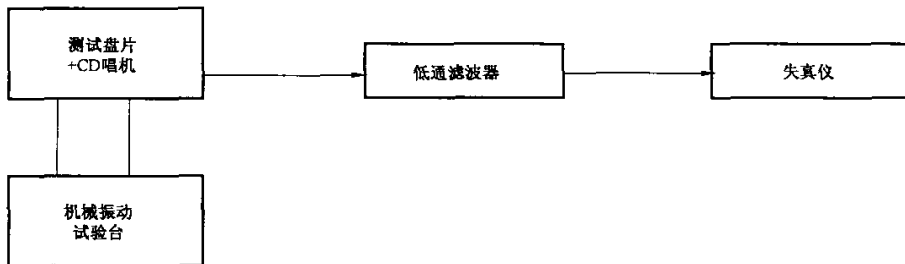 测试盘片
+CD唱机
低通滤波器
失真仪
机械振动
试验台